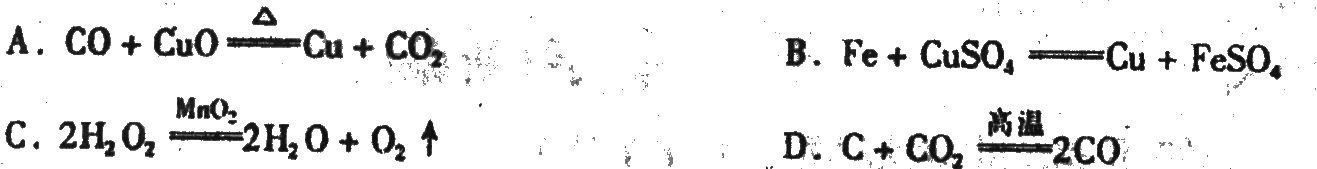 A. CO + CuO ≜ Cu + CO₂
B. Fe + CuSO₄ ══ Cu + FeSO₄
MnO₂
C. 2H₂O₂ ══ 2H₂O + O₂ ↑
高温
D. C + CO₂ ══ 2CO